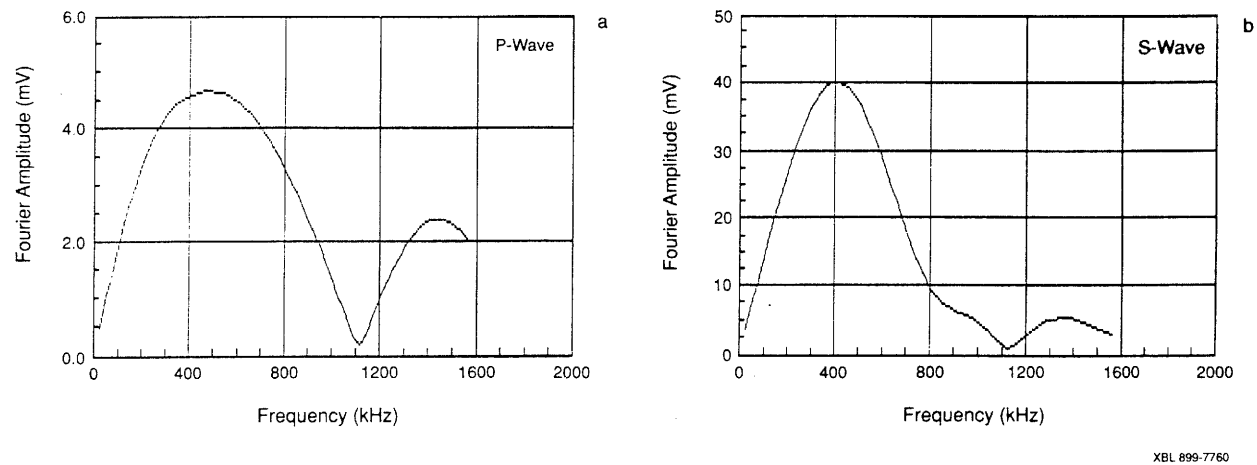 a
P-Wave
Fourier Amplitude (mV)
6.0
4.0
2.0
0.0
0 400 800 1200 1600 2000
Frequency (kHz)
b
S-Wave
Fourier Amplitude (mV)
50
40
30
20
10
0
0 400 800 1200 1600 2000
Frequency (kHz)
XBL 899-7760